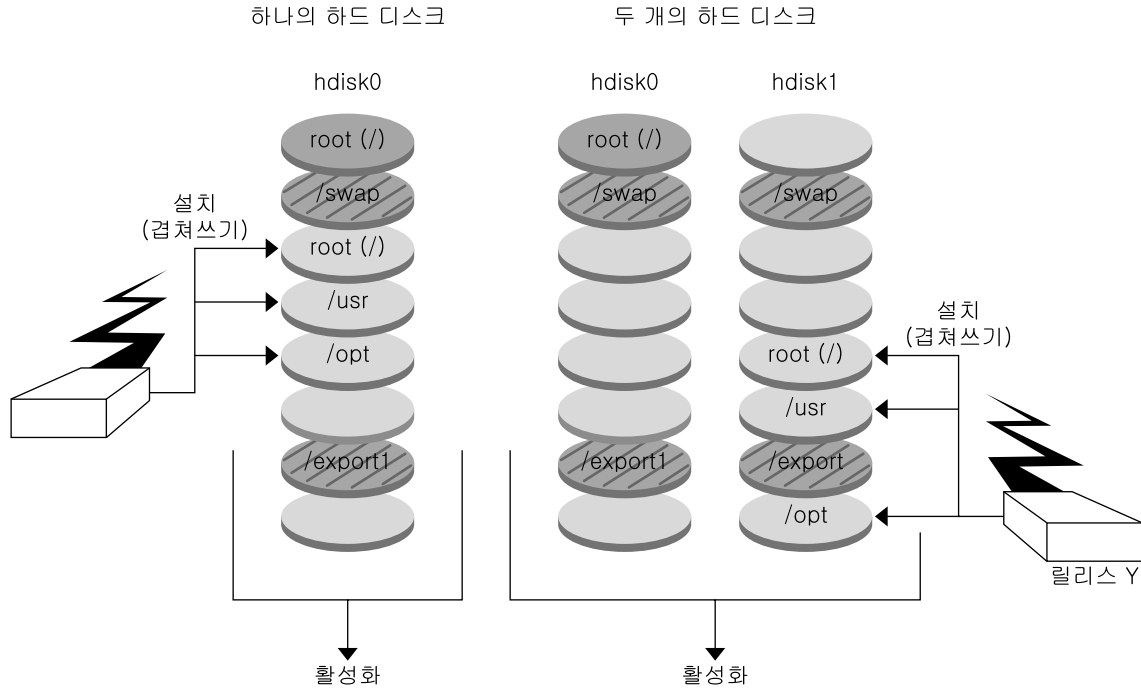 하나의 하드 디스크
두 개의 하드 디스크
hdisk0
hdisk0
hdisk1
root (/)
/swap
root (/)
/usr
/opt
/export1
설치
(겹쳐쓰기)
root (/)
/swap
/export1
/swap
root (/)
/usr
/export
/opt
설치
(겹쳐쓰기)
릴리스 Y
활성화
활성화